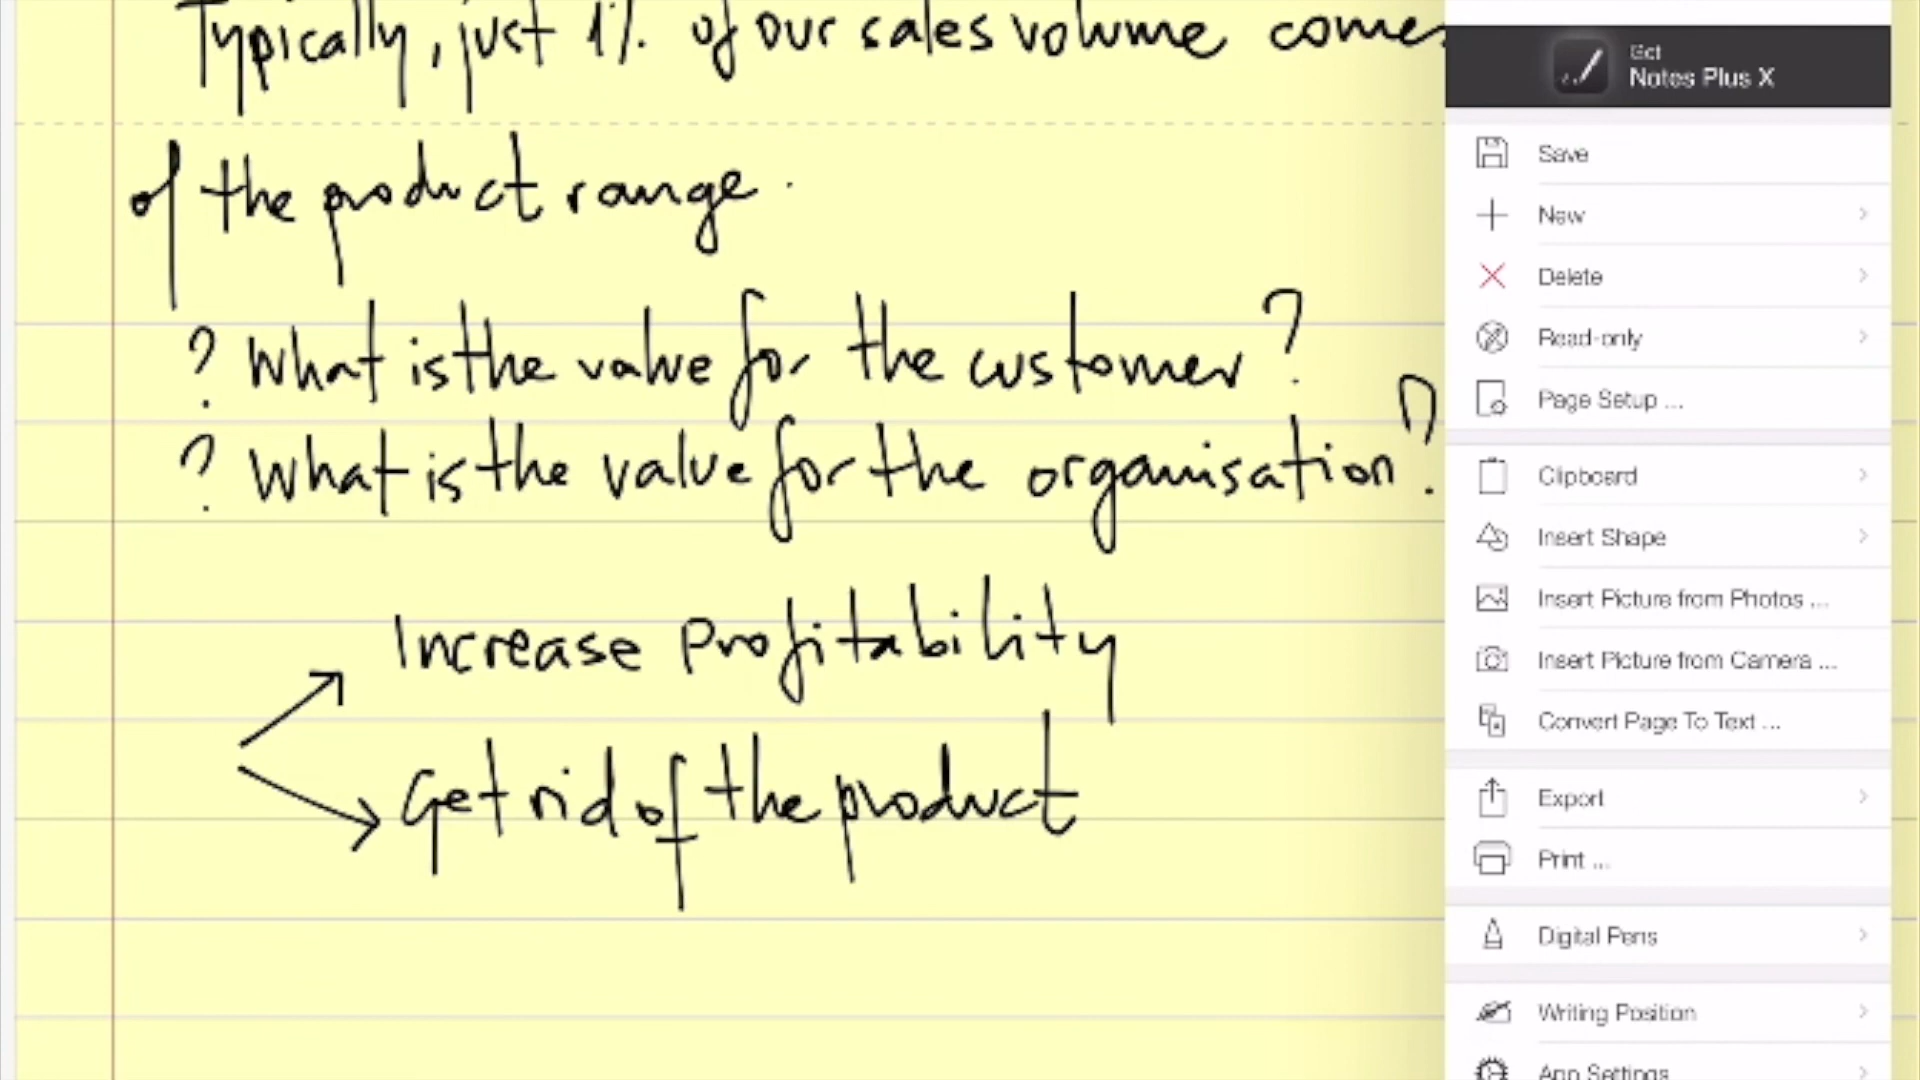 Typically, just 1% of our sales volume comes
of the product range.
? What is the value for the customer?
? What is the value for the organisation?
Increase Profitability
Get rid of the product
Get
Notes Plus X
Save
New
Delete
Read-only
Page Setup ...
Clipboard
Insert Shape
Insert Picture from Photos ...
Insert Picture from Camera ...
Convert Page To Text ...
Export
Print ...
Digital Pens
Writing Position
App Settings